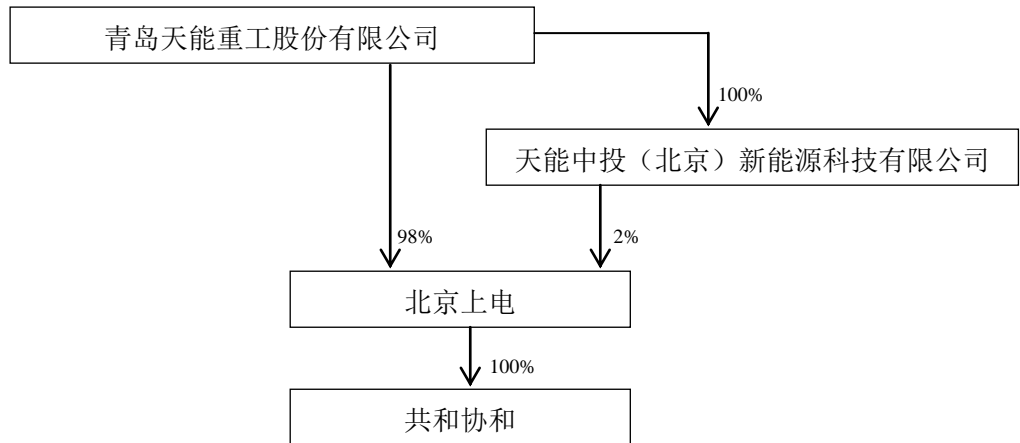 青岛天能重工股份有限公司
100%
天能中投（北京）新能源科技有限公司
98%
2%
北京上电
100%
共和协和